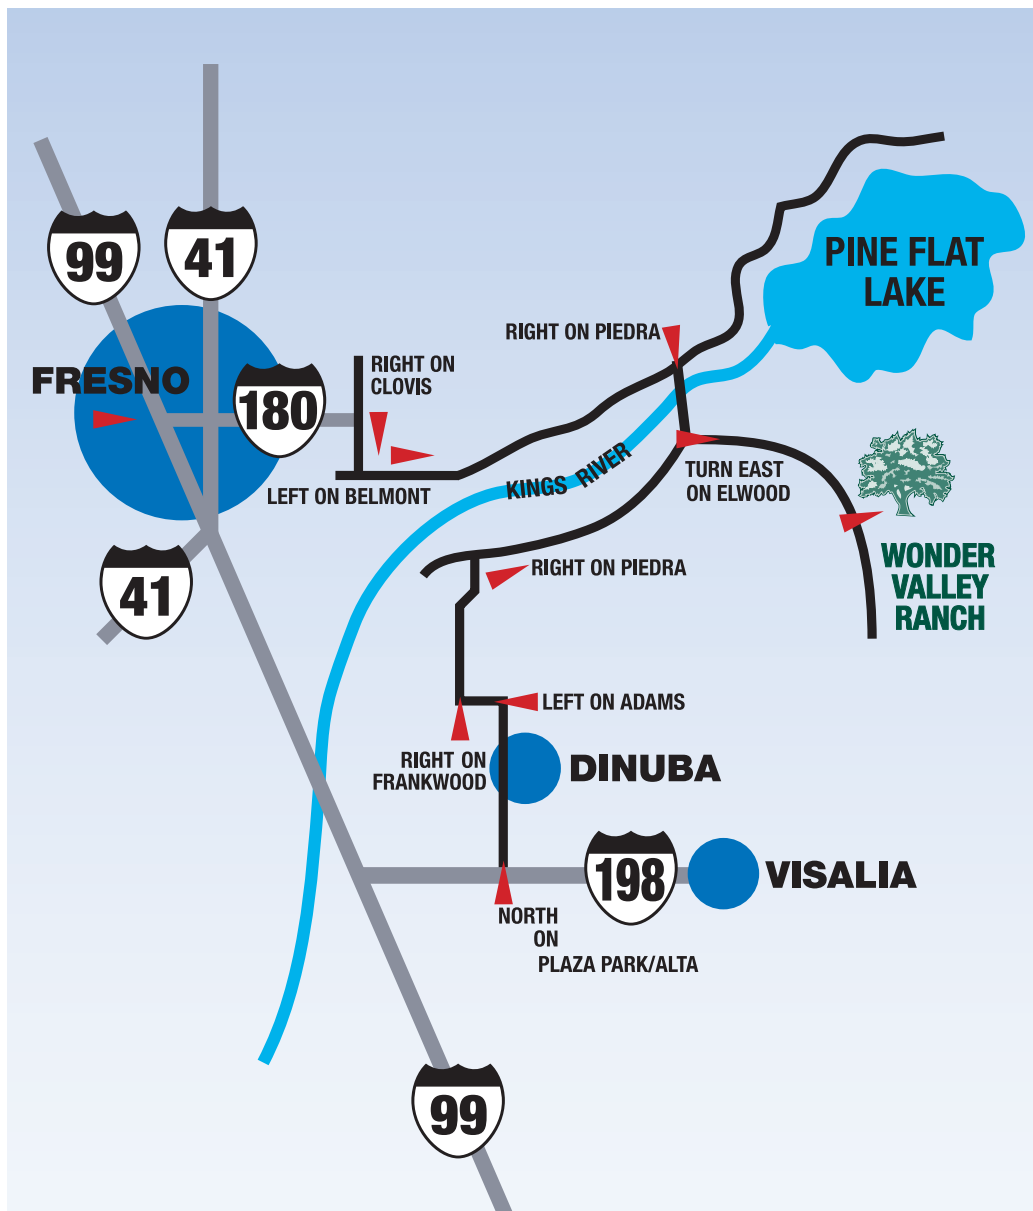 99
41
PINE FLAT
LAKE
RIGHT ON PIEDRA
RIGHT ON
CLOVIS
FRESNO
180
KINGS RIVER
TURN EAST
ON ELWOOD
LEFT ON BELMONT
WONDER
VALLEY
RANCH
RIGHT ON PIEDRA
41
LEFT ON ADAMS
RIGHT ON
FRANKWOOD
DINUBA
198
VISALIA
NORTH
ON
PLAZA PARK/ALTA
99